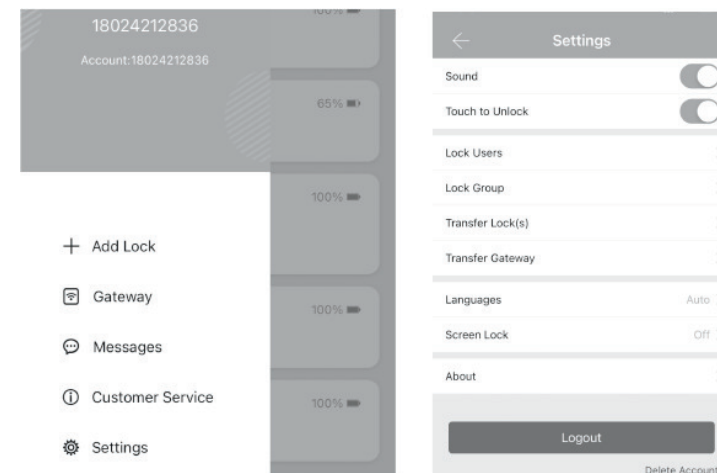 18024212836
Account:18024212836
100%
65%
100%
100%
100%
Add Lock
Gateway
Messages
Customer Service
Settings
Settings
Sound
Touch to Unlock
Lock Users
Lock Group
Transfer Lock(s)
Transfer Gateway
Languages Auto
Screen Lock Off
About
Logout
Delete Account